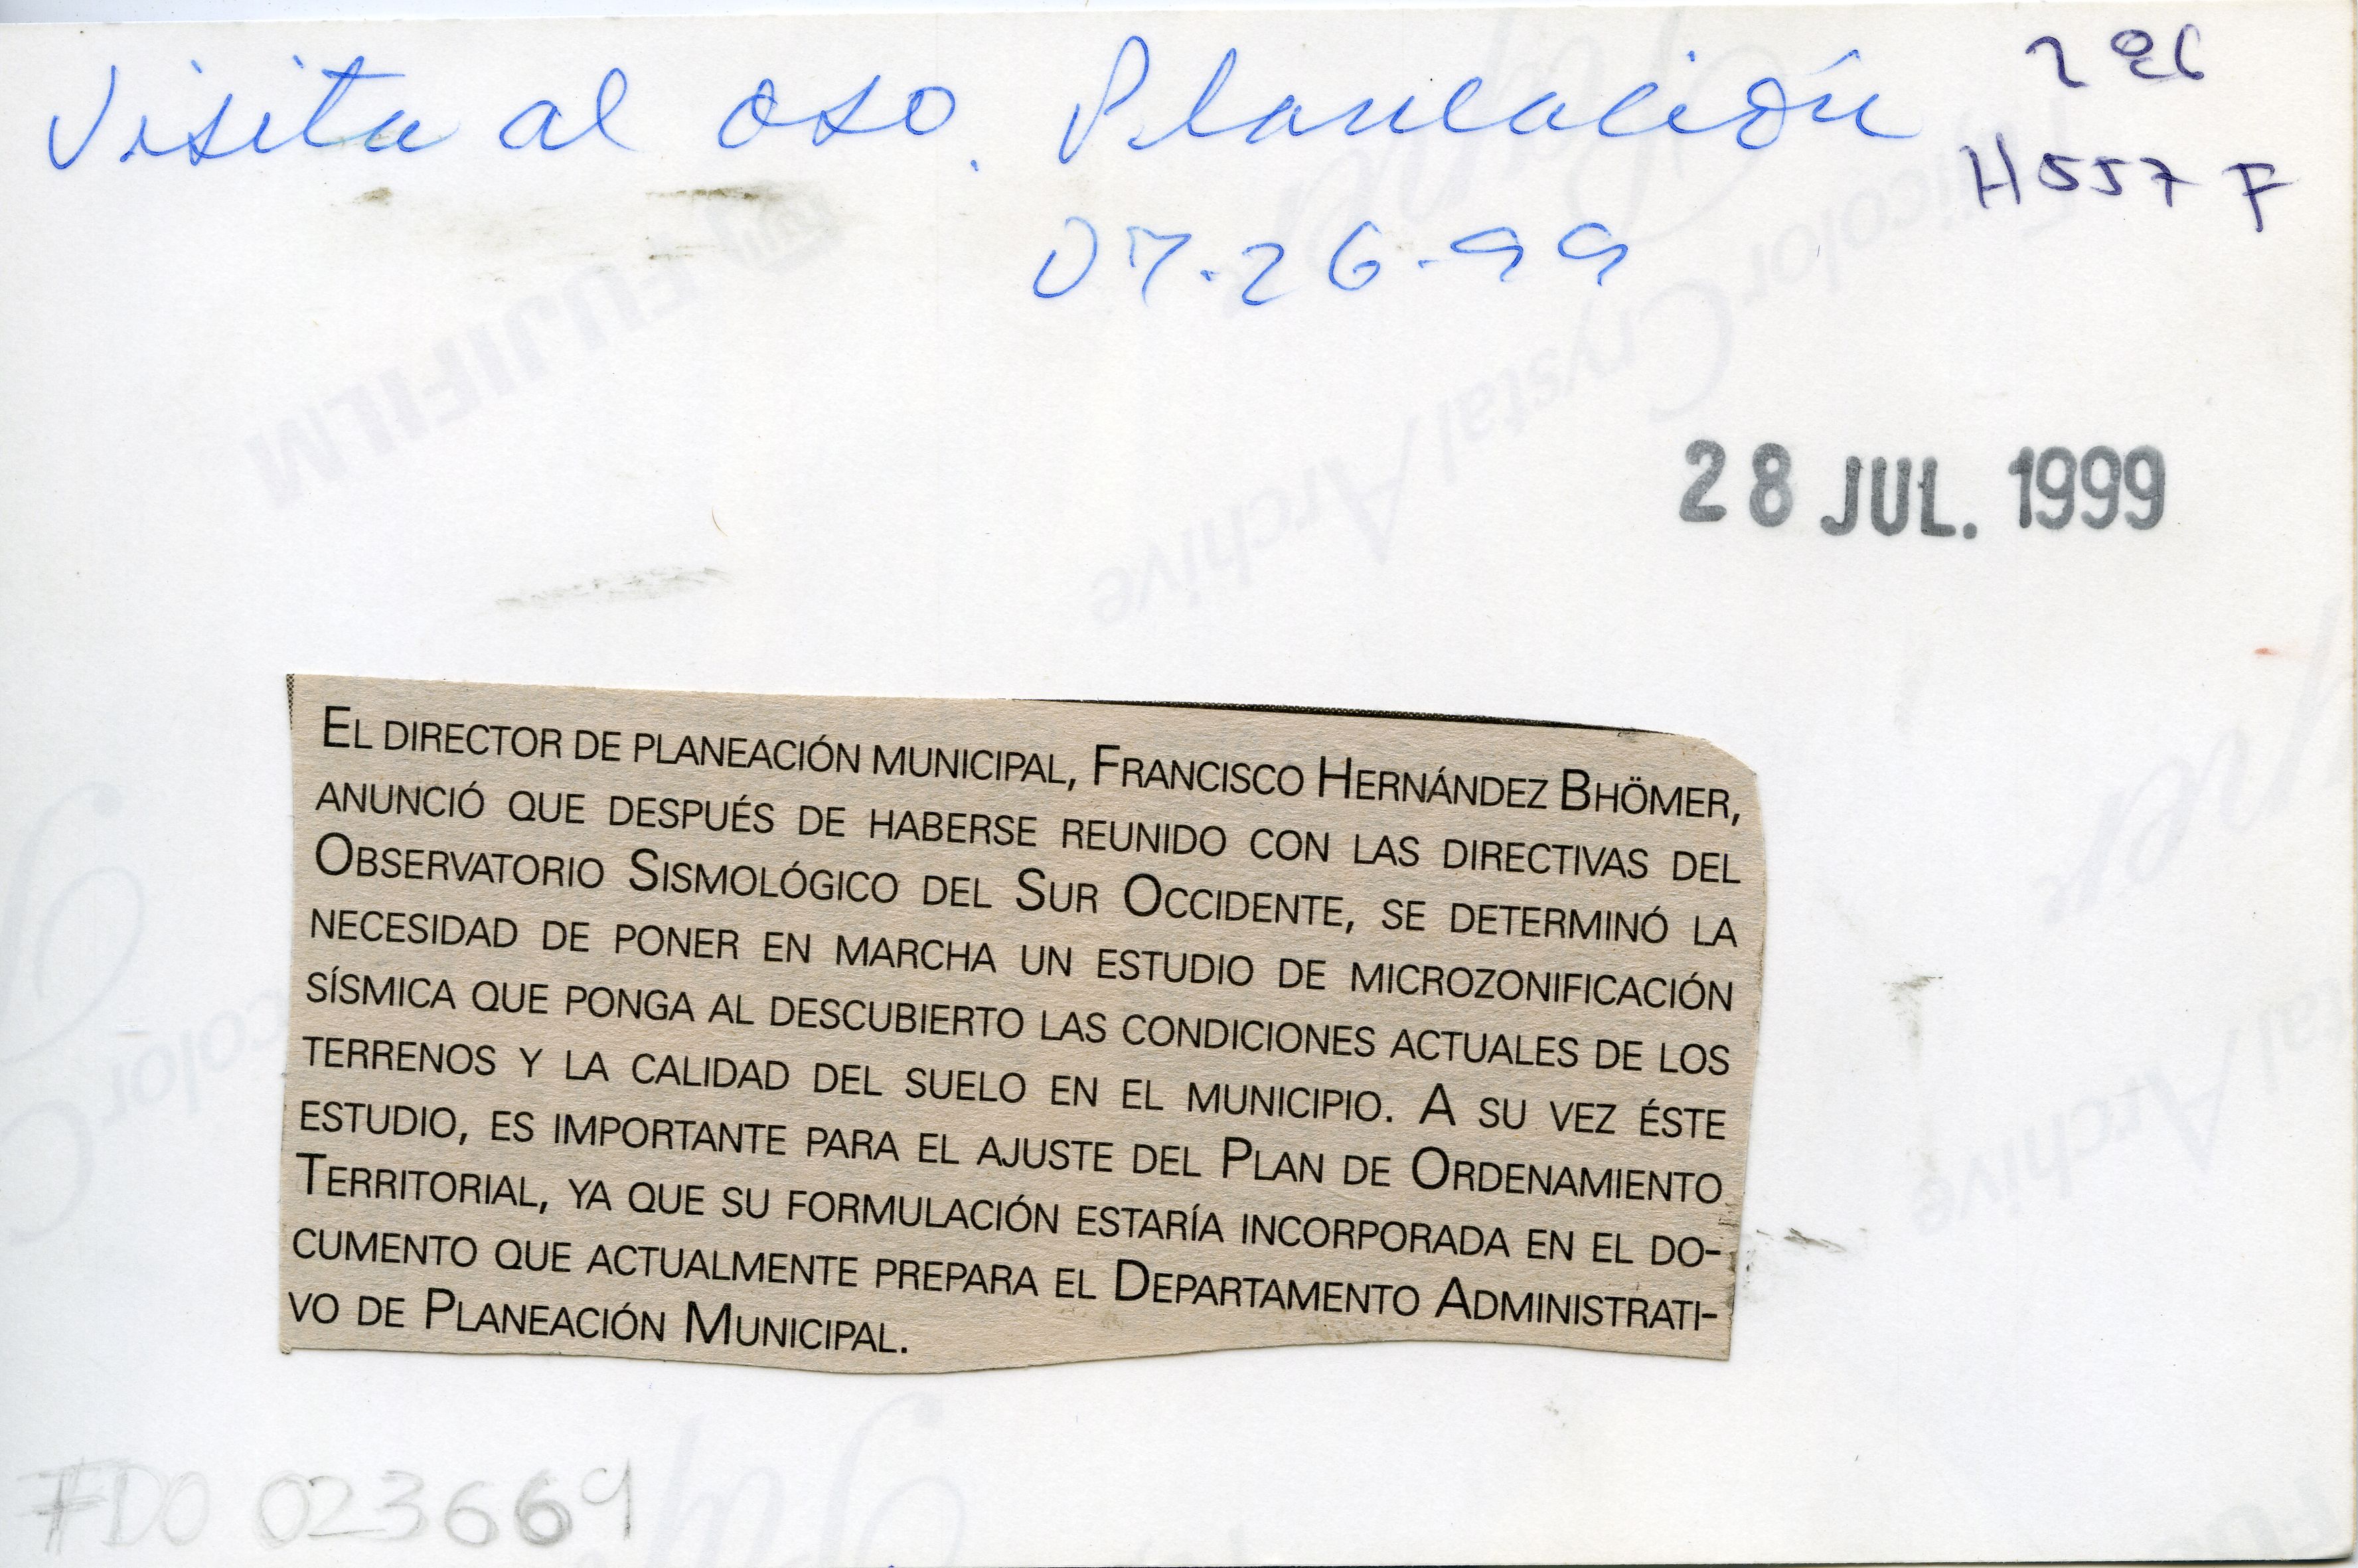 Visita al oso. Planeación
07.26.99
H557F
28 JUL. 1999
EL DIRECTOR DE PLANEACIÓN MUNICIPAL, FRANCISCO HERNÁNDEZ BHÖMER,
ANUNCIÓ QUE DESPUÉS DE HABERSE REUNIDO CON LAS DIRECTIVAS DEL
OBSERVATORIO SISMOLÓGICO DEL SUR OCCIDENTE, SE DETERMINÓ LA
NECESIDAD DE PONER EN MARCHA UN ESTUDIO DE MICROZONIFICACIÓN
SÍSMICA QUE PONGA AL DESCUBIERTO LAS CONDICIONES ACTUALES DE LOS
TERRENOS Y LA CALIDAD DEL SUELO EN EL MUNICIPIO. A SU VEZ ÉSTE
ESTUDIO, ES IMPORTANTE PARA EL AJUSTE DEL PLAN DE ORDENAMIENTO
TERRITORIAL, YA QUE SU FORMULACIÓN ESTARÍA INCORPORADA EN EL DO-
CUMENTO QUE ACTUALMENTE PREPARA EL DEPARTAMENTO ADMINISTRATI-
VO DE PLANEACIÓN MUNICIPAL.
FDO 023669
FUJIFILM
Fujicolor Crystal Archive